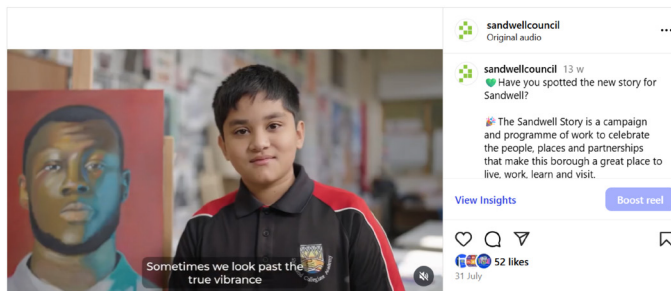 sandwellcouncil
Original audio
sandwellcouncil 13 w
Have you spotted the new story for
Sandwell?
The Sandwell Story is a campaign
and programme of work to celebrate
the people, places and partnerships
that make this borough a great place to
live, work, learn and visit.
View Insights
Boost reel
52 likes
31 July
Sometimes we look past the
true vibrance